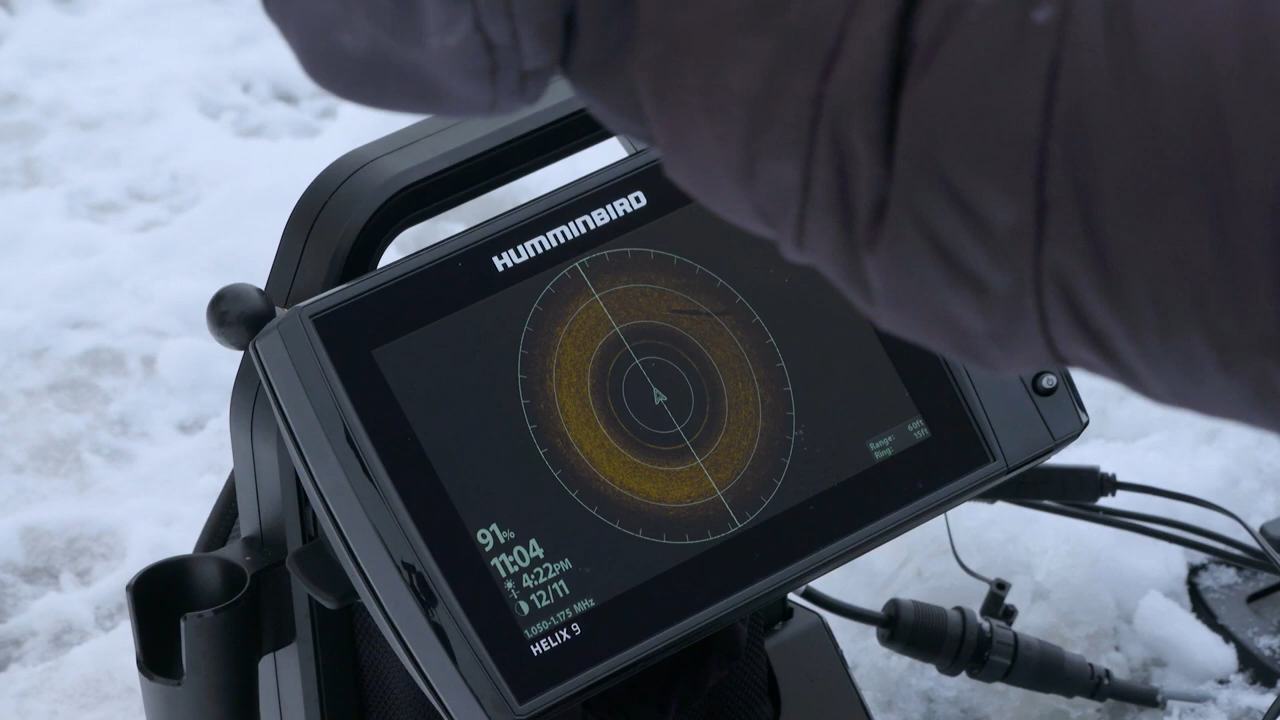 HUMMINBIRD
Range: 60ft
Ring: 15ft
91%
11:04
4:22PM
12/11
1.050-1.175 MHz
HELIX 9